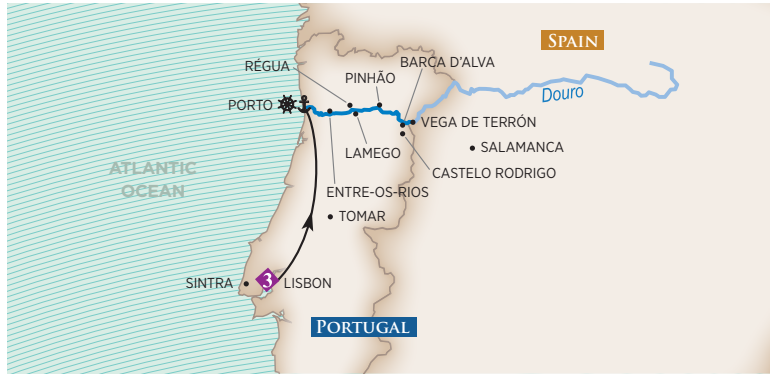 SPAIN
BARCA D'ALVA
RÉGUA
PINHÃO
Douro
PORTO
VEGA DE TERRÓN
LAMEGO
SALAMANCA
ATLANTIC
OCEAN
CASTELO RODRIGO
ENTRE-OS-RIOS
TOMAR
SINTRA
3
LISBON
PORTUGAL